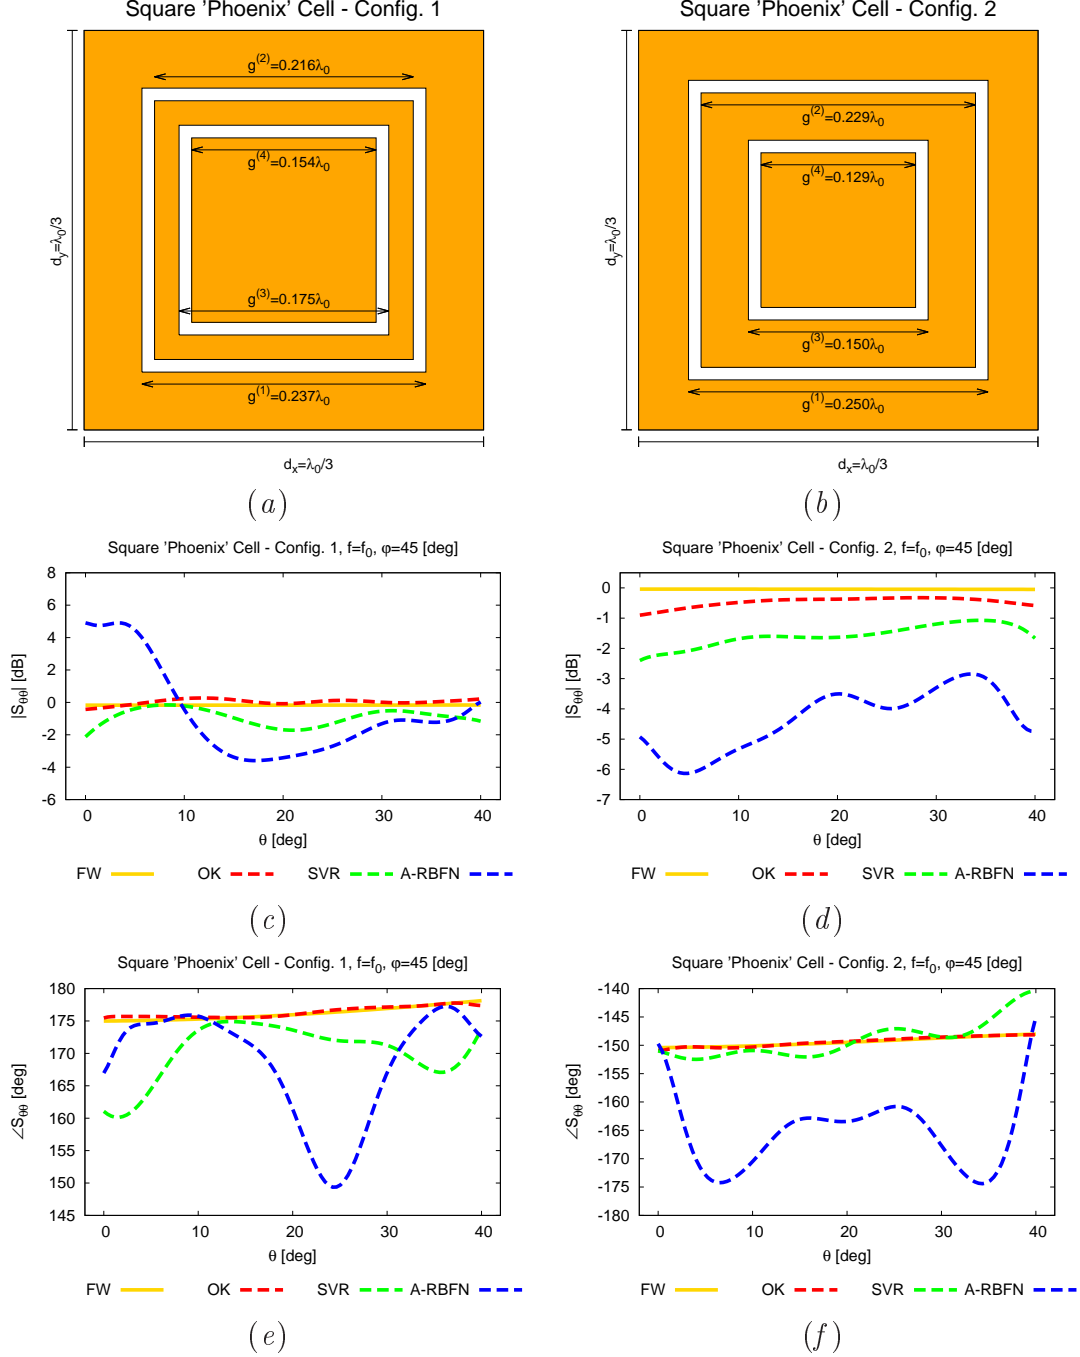 Square 'Phoenix' Cell - Config. 1
g(2)=0.216λ0
g(4)=0.154λ0
g(3)=0.175λ0
g(1)=0.237λ0
dy=λ0/3
dx=λ0/3
(a)
Square 'Phoenix' Cell - Config. 2
g(2)=0.229λ0
g(4)=0.129λ0
g(3)=0.150λ0
g(1)=0.250λ0
dy=λ0/3
dx=λ0/3
(b)
Square 'Phoenix' Cell - Config. 1, f=f0, φ=45 [deg]
|Sθθ| [dB]
8
6
4
2
0
-2
-4
-6
0 10 20 30 40
θ [deg]
FW OK SVR A-RBFN
(c)
Square 'Phoenix' Cell - Config. 2, f=f0, φ=45 [deg]
|Sθθ| [dB]
0
-1
-2
-3
-4
-5
-6
-7
0 10 20 30 40
θ [deg]
FW OK SVR A-RBFN
(d)
Square 'Phoenix' Cell - Config. 1, f=f0, φ=45 [deg]
∠Sθθ [deg]
180
175
170
165
160
155
150
145
0 10 20 30 40
θ [deg]
FW OK SVR A-RBFN
(e)
Square 'Phoenix' Cell - Config. 2, f=f0, φ=45 [deg]
∠Sθθ [deg]
-140
-145
-150
-155
-160
-165
-170
-175
-180
0 10 20 30 40
θ [deg]
FW OK SVR A-RBFN
(f)